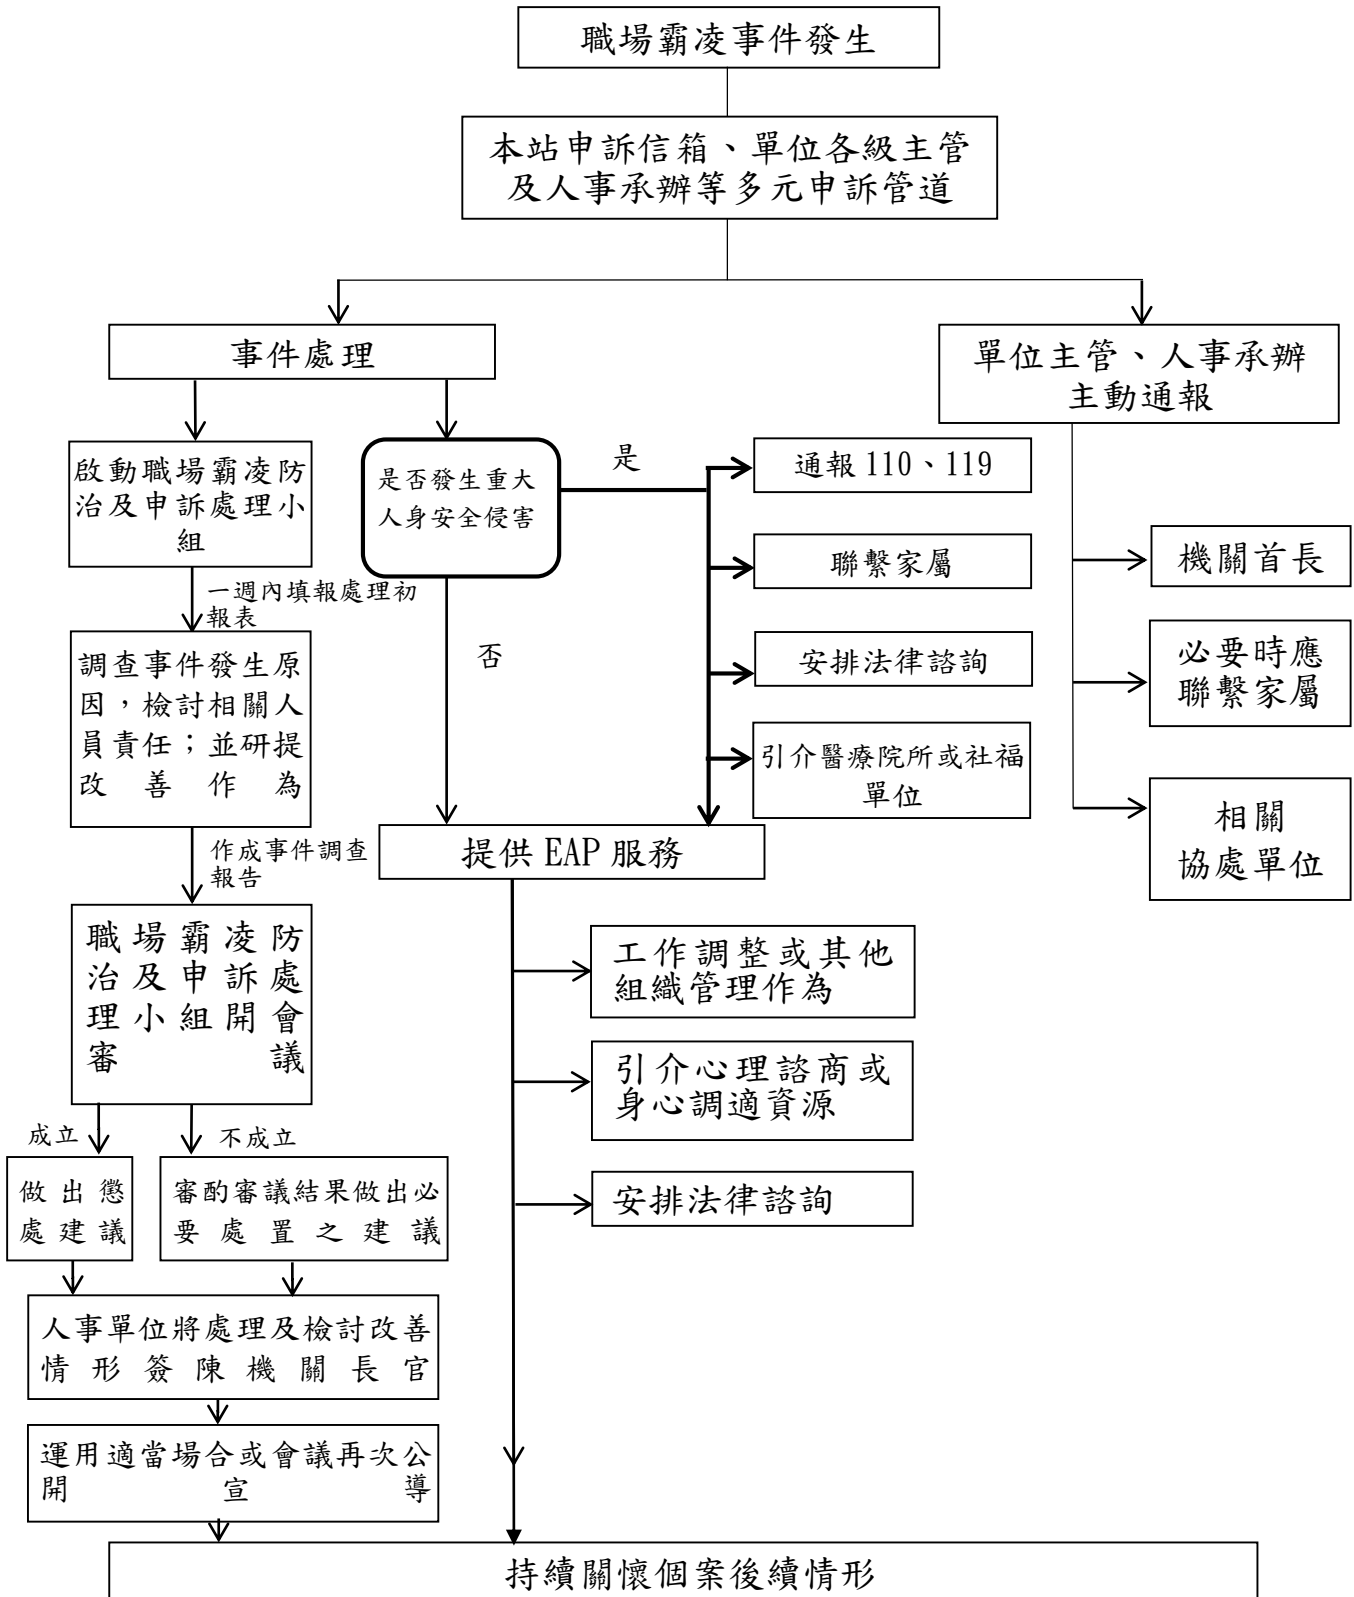 職場霸凌事件發生
本站申訴信箱、單位各級主管
及人事承辦等多元申訴管道
事件處理
單位主管、人事承辦
主動通報
啟動職場霸凌防
治及申訴處理小
組
是否發生重大
人身安全侵害
是
否
通報 110、119
聯繫家屬
安排法律諮詢
引介醫療院所或社福
單位
機關首長
必要時應
聯繫家屬
相關
協處單位
一週內填報處理初
報表
調查事件發生原
因，檢討相關人
員責任；並研提
改善作為
作成事件調查
報告
提供 EAP 服務
職場霸凌防
治及申訴處
理小組開會
審議
工作調整或其他
組織管理作為
引介心理諮商或
身心調適資源
安排法律諮詢
成立
不成立
做出懲
處建議
審酌審議結果做出必
要處置之建議
人事單位將處理及檢討改善
情形簽陳機關長官
運用適當場合或會議再次公
開宣導
持續關懷個案後續情形